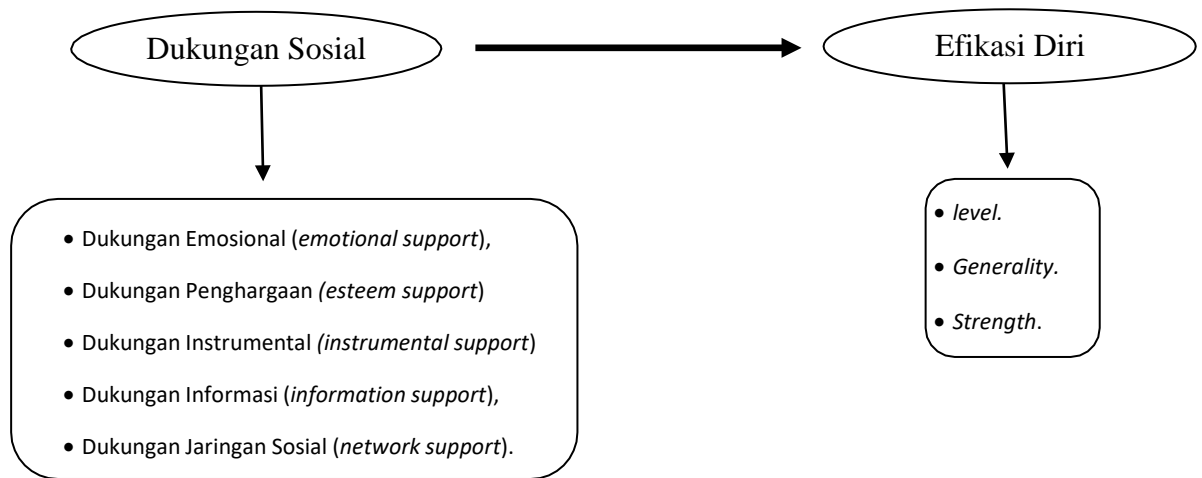 Dukungan Sosial
Efikasi Diri
• Dukungan Emosional (emotional support),
• Dukungan Penghargaan (esteem support)
• Dukungan Instrumental (instrumental support)
• Dukungan Informasi (information support),
• Dukungan Jaringan Sosial (network support).
• level.
• Generality.
• Strength.